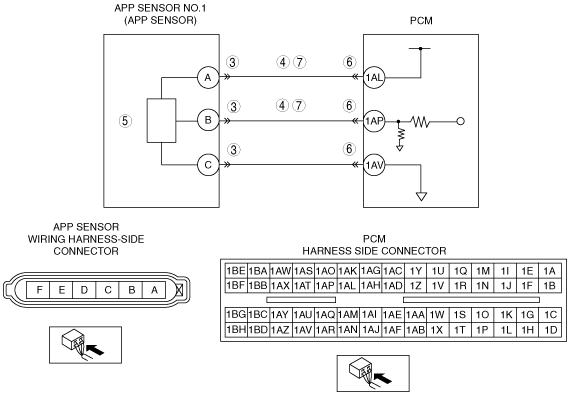 APP SENSOR NO.1
(APP SENSOR)
PCM
A 3 4 7 6 1AL
5
B 3 4 7 6 1AP
C 3 6 1AV
APP SENSOR
WIRING HARNESS-SIDE
CONNECTOR
F E D C B A
PCM
HARNESS SIDE CONNECTOR
1BE 1BA 1AW 1AS 1AO 1AK 1AG 1AC 1Y 1U 1Q 1M 1I 1E 1A
1BF 1BB 1AX 1AT 1AP 1AL 1AH 1AD 1Z 1V 1R 1N 1J 1F 1B
1BG 1BC 1AY 1AU 1AQ 1AM 1AI 1AE 1AA 1W 1S 1O 1K 1G 1C
1BH 1BD 1AZ 1AV 1AR 1AN 1AJ 1AF 1AB 1X 1T 1P 1L 1H 1D